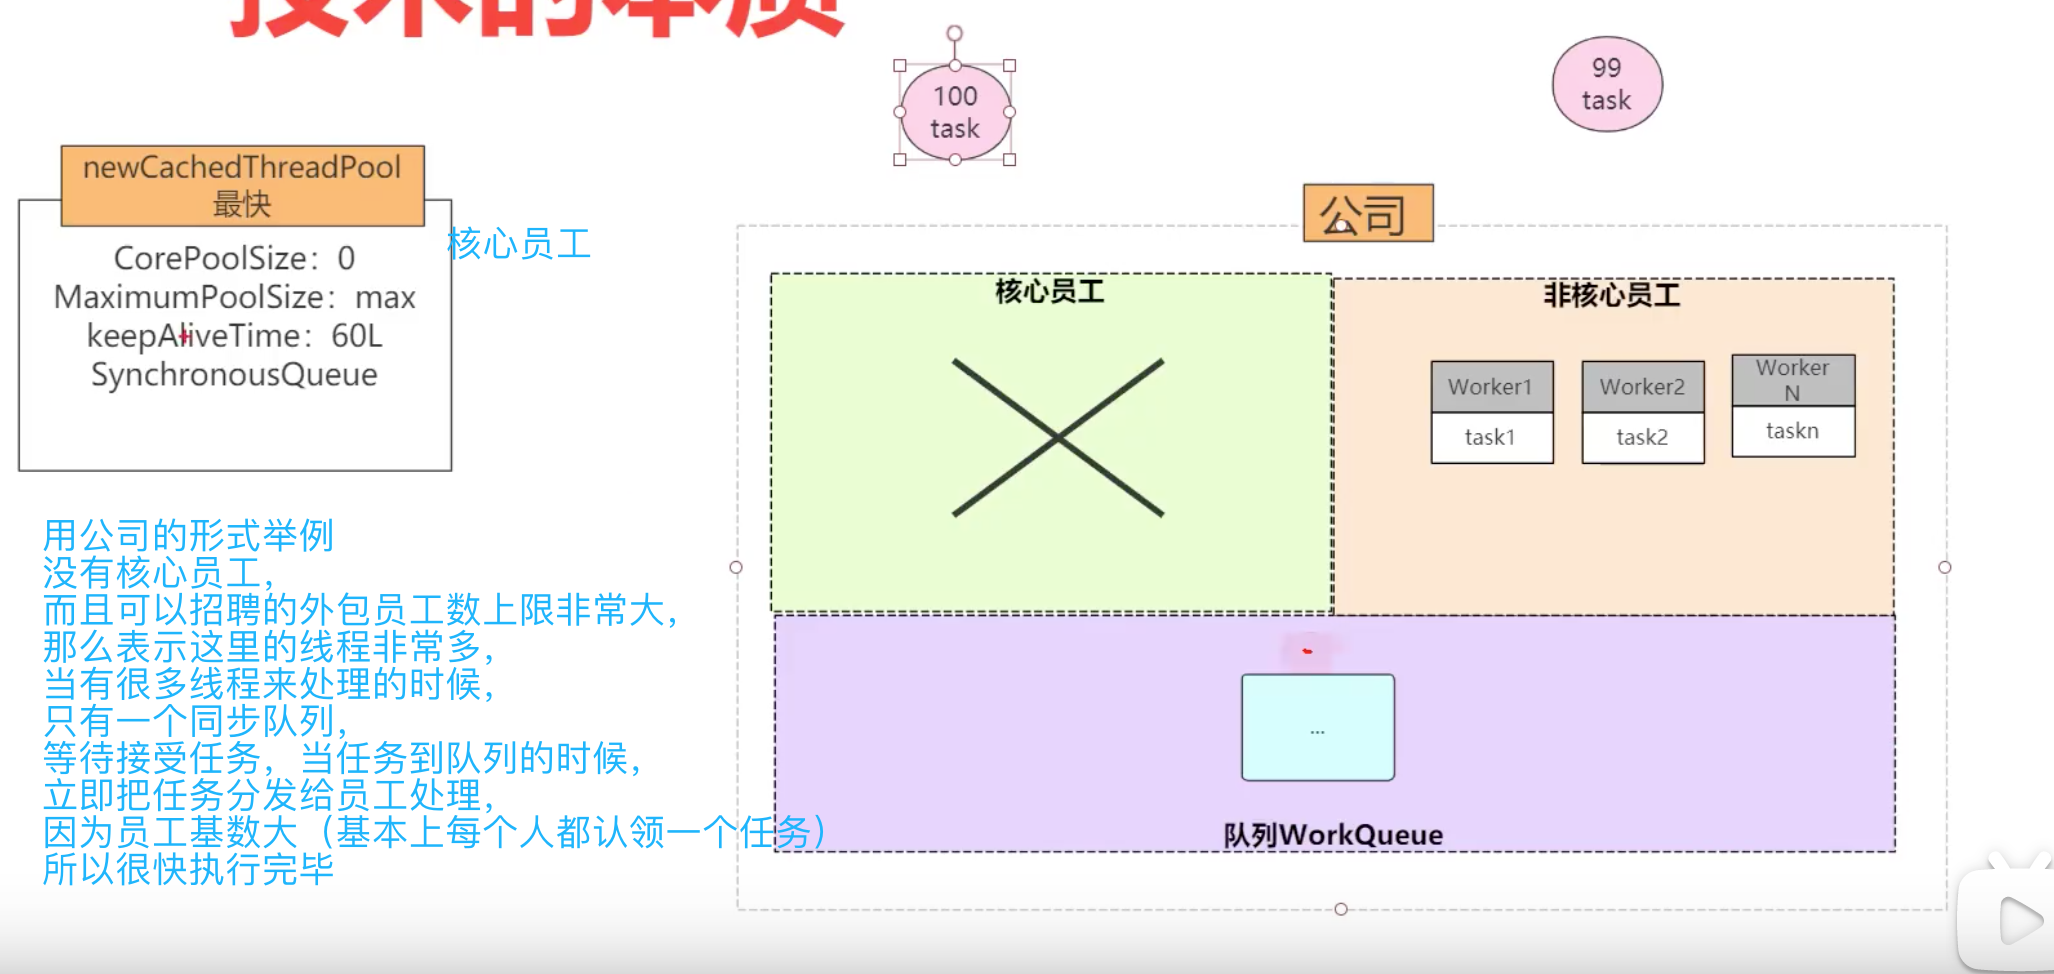 技术的本质
100
task
99
task
newCachedThreadPool
最快
CorePoolSize：0
MaximumPoolSize：max
keepAliveTime：60L
SynchronousQueue
核心员工
公司
核心员工
非核心员工
Worker1
task1
Worker2
task2
Worker
N
taskn
...
队列WorkQueue
用公司的形式举例
没有核心员工，
而且可以招聘的外包员工数上限非常大，
那么表示这里的线程非常多，
当有很多线程来处理的时候，
只有一个同步队列，
等待接受任务，当任务到队列的时候，
立即把任务分发给员工处理，
因为员工基数大（基本上每个人都认领一个任务）
所以很快执行完毕